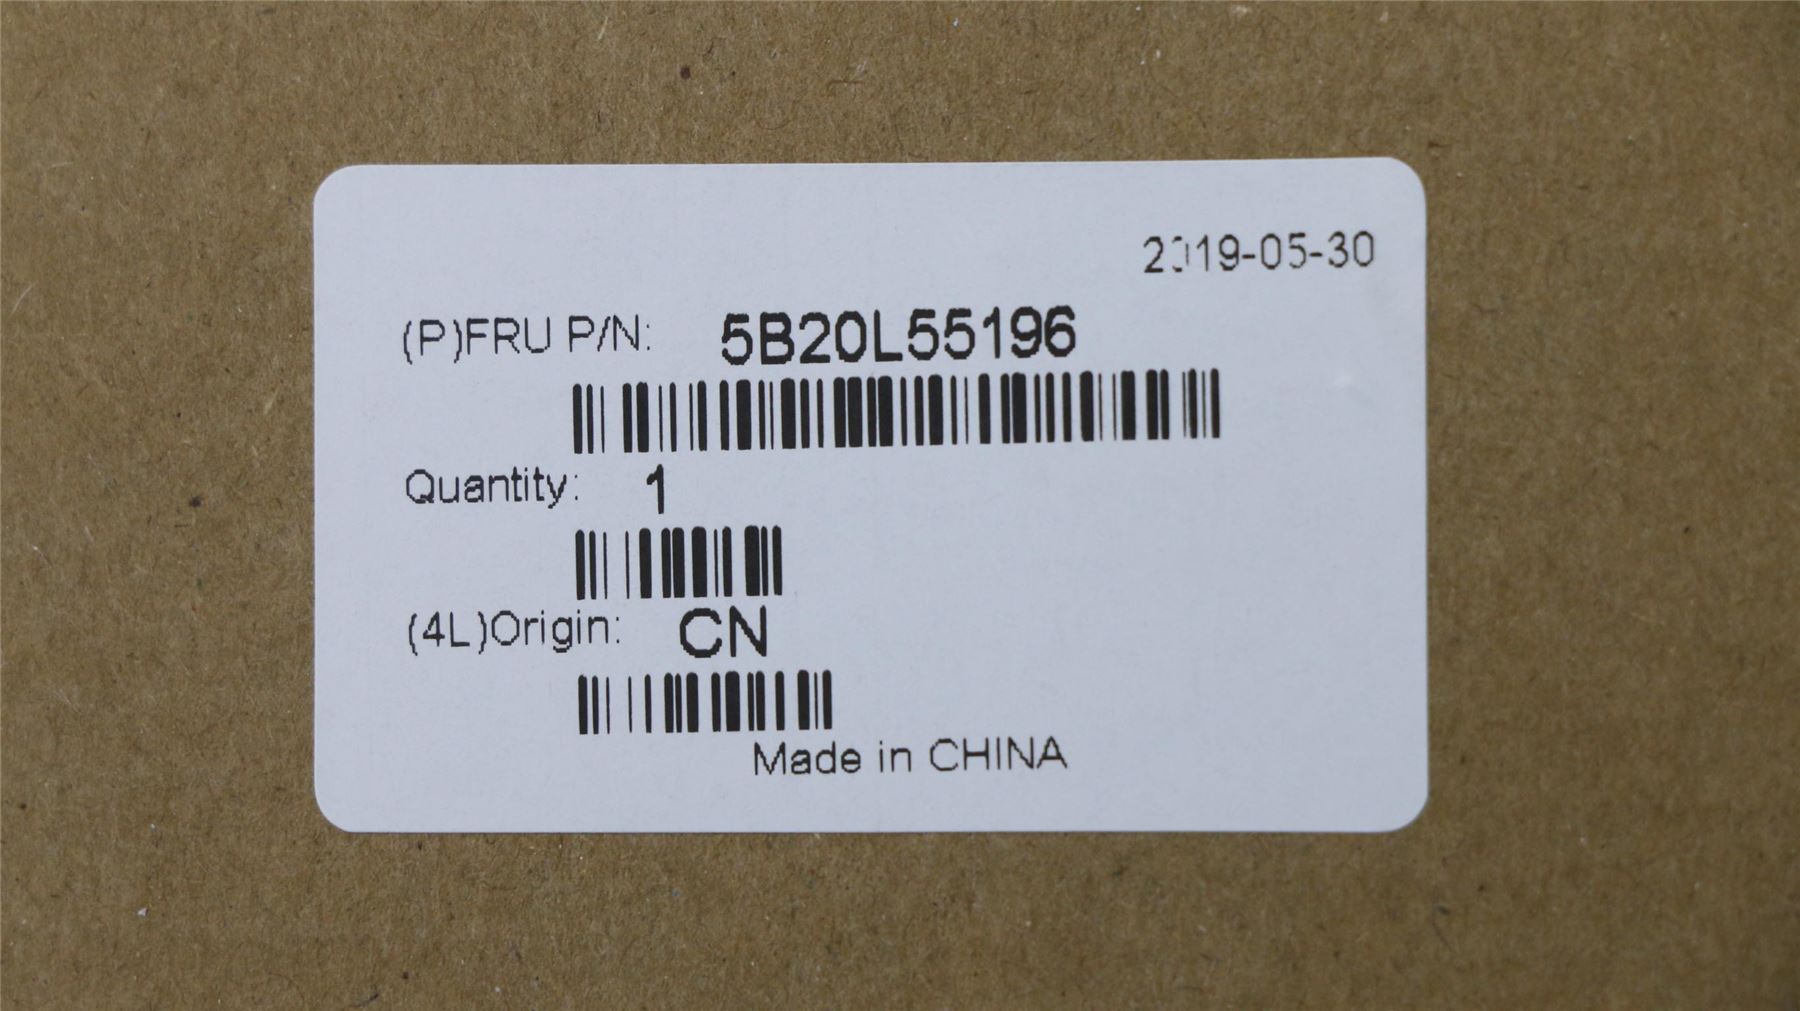 2019-05-30
(P)FRU P/N: 5B20L55196
Quantity: 1
(4L)Origin: CN
Made in CHINA